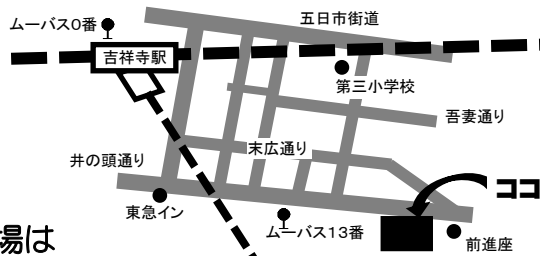 ムーバス0番
五日市街道
吉祥寺駅
第三小学校
吾妻通り
末広通り
井の頭通り
ココ
東急イン
ムーバス13番
前進座
場は